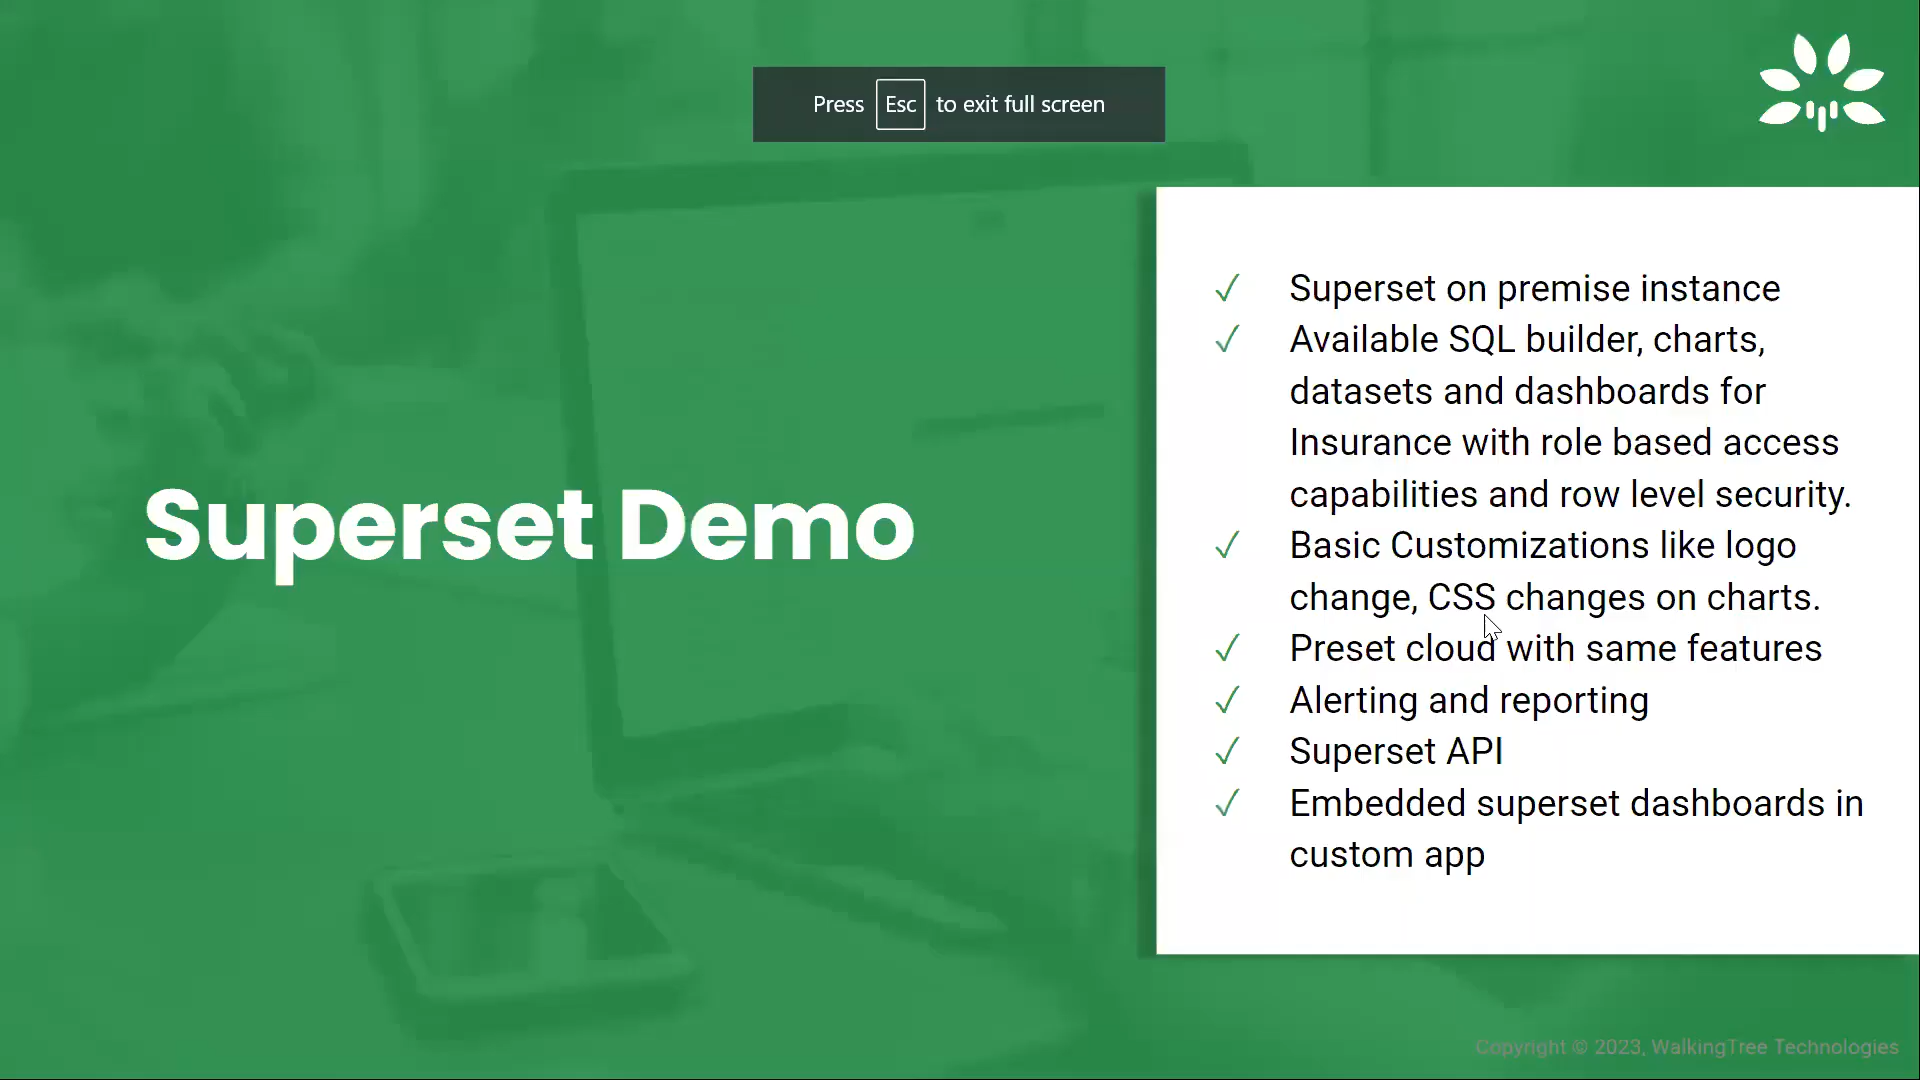 Press Esc to exit full screen
Superset Demo
✓ Superset on premise instance
✓ Available SQL builder, charts,
datasets and dashboards for
Insurance with role based access
capabilities and row level security.
✓ Basic Customizations like logo
change, CSS changes on charts.
✓ Preset cloud with same features
✓ Alerting and reporting
✓ Superset API
✓ Embedded superset dashboards in
custom app
Copyright © 2023, WalkingTree Technologies